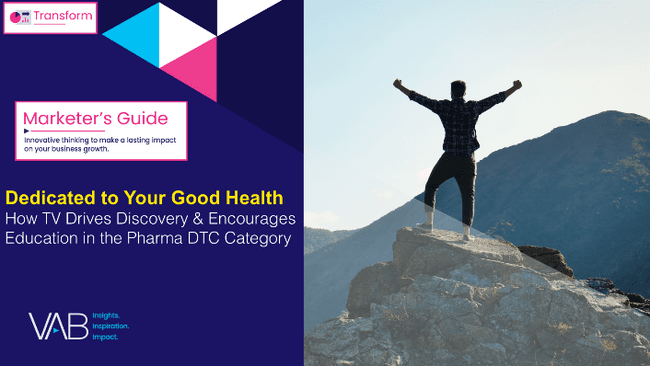 Transform
Marketer's Guide
Innovative thinking to make a lasting impact
on your business growth.
Dedicated to Your Good Health
How TV Drives Discovery & Encourages
Education in the Pharma DTC Category
VAB
Insights.
Inspiration.
Impact.